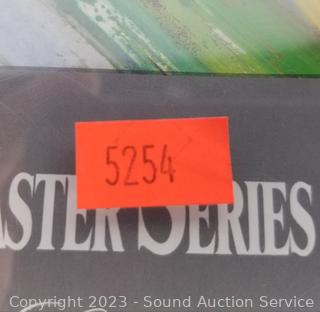 5254
ASTER SERIES
Copyright 2023 - Sound Auction Service